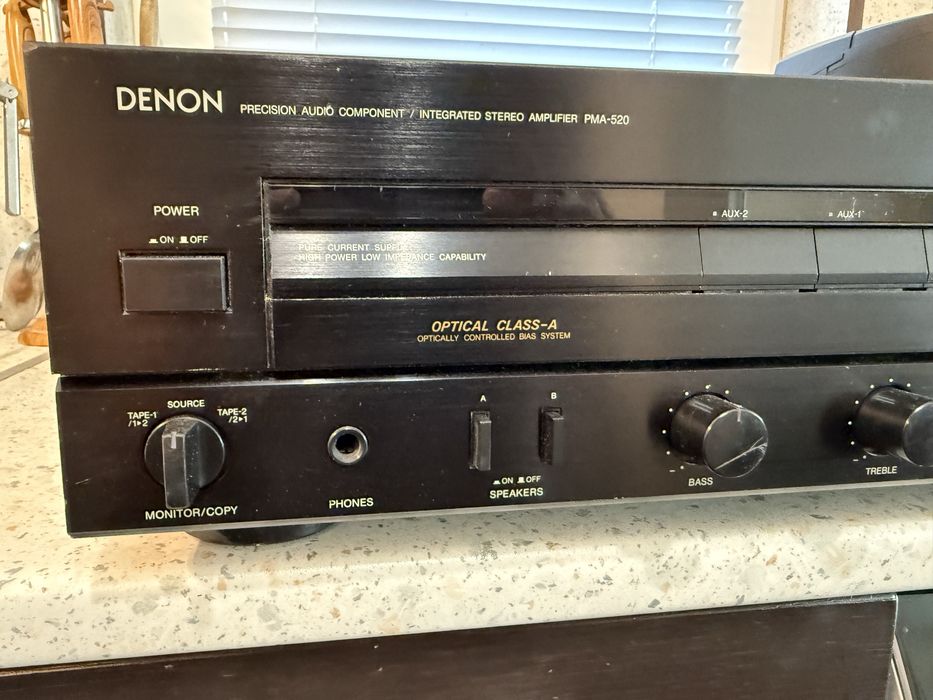 DENON PRECISION AUDIO COMPONENT / INTEGRATED STEREO AMPLIFIER PMA-520
POWER
ON OFF
AUX-2 AUX-1
PURE CURRENT SUPPLY
HIGH POWER LOW IMPEDANCE CAPABILITY
OPTICAL CLASS-A
OPTICALLY CONTROLLED BIAS SYSTEM
SOURCE
TAPE-1 TAPE-2
/1▸2 /2▸1
MONITOR/COPY
PHONES
A B
ON OFF
SPEAKERS
BASS
TREBLE